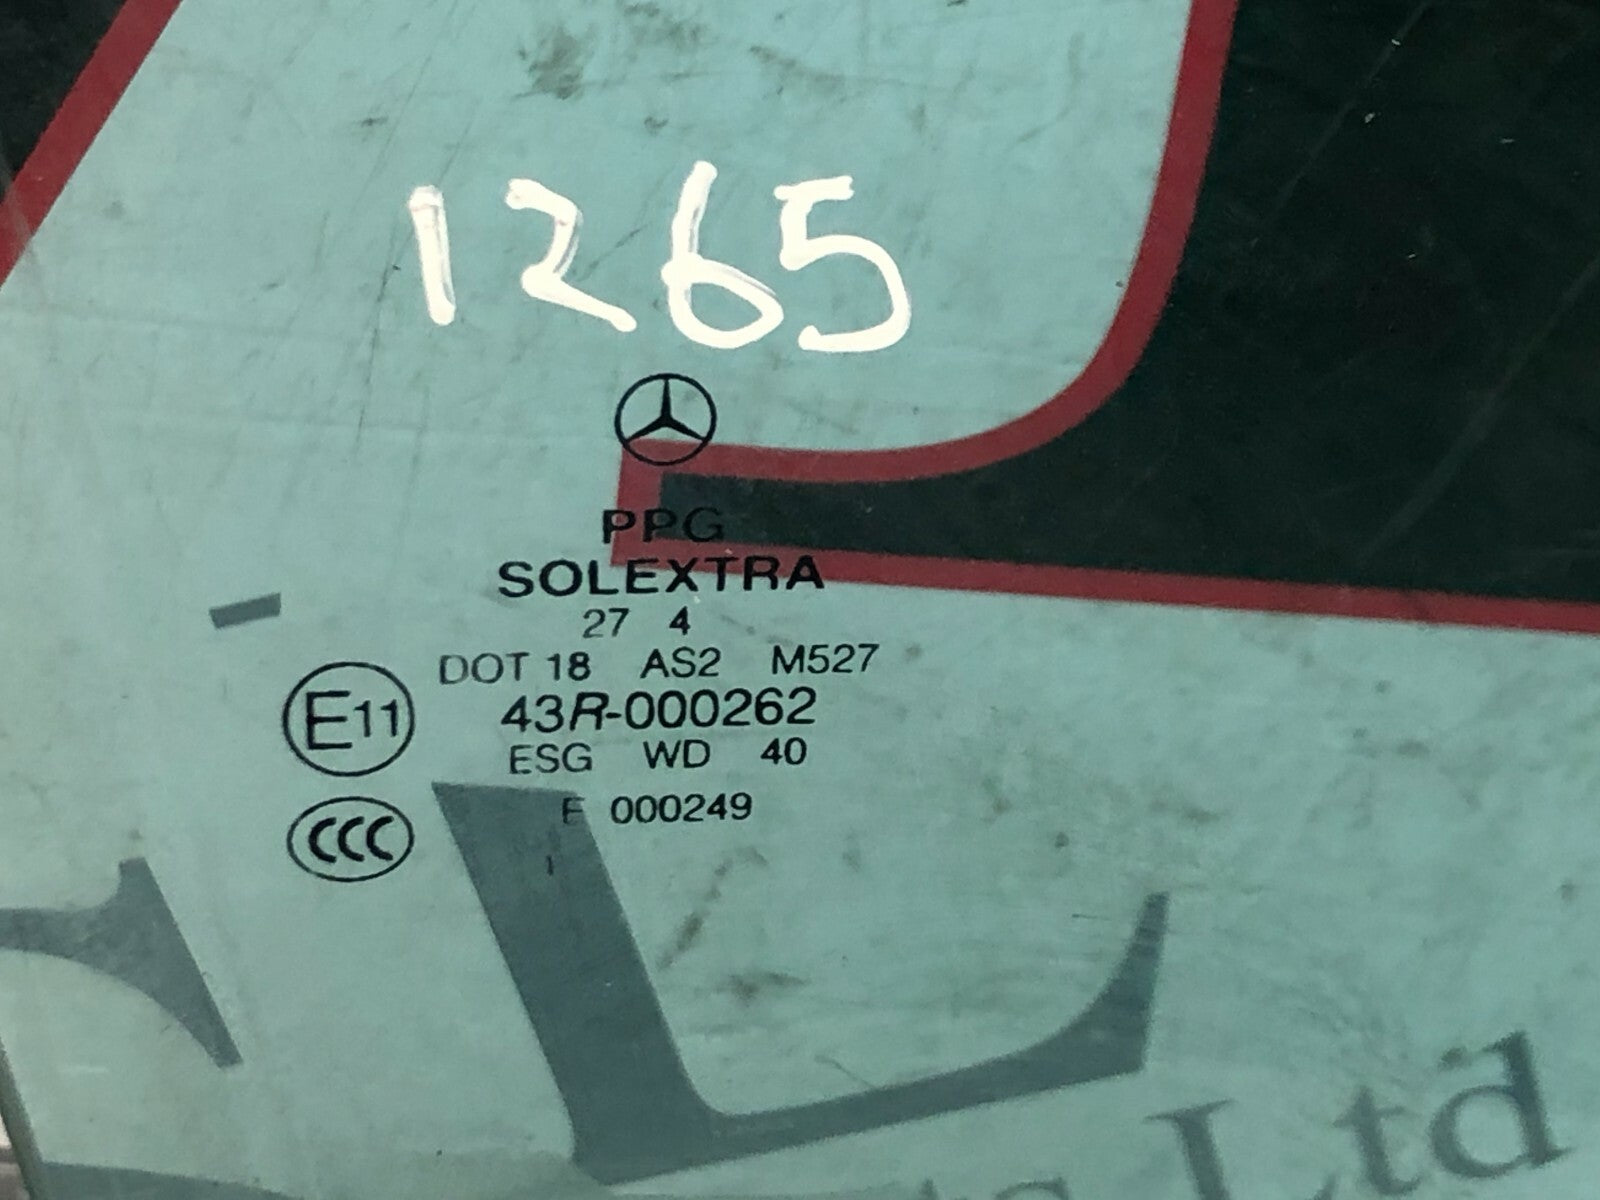 1265
PPG
SOLEXTRA
27 4
DOT 18 AS2 M527
E11 43R-000262
ESG WD 40
CCC F 000249
Ltd